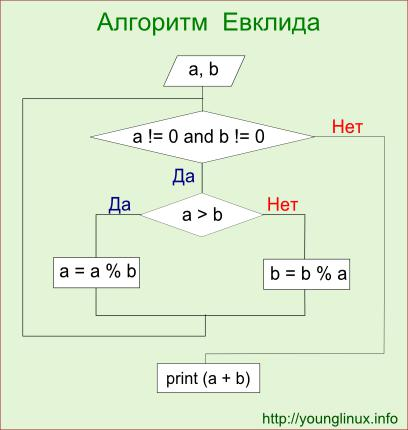 Алгоритм Евклида
a, b
a != 0 and b != 0
Нет
Да
Да
a > b
Нет
a = a % b
b = b % a
print (a + b)
http://younglinux.info